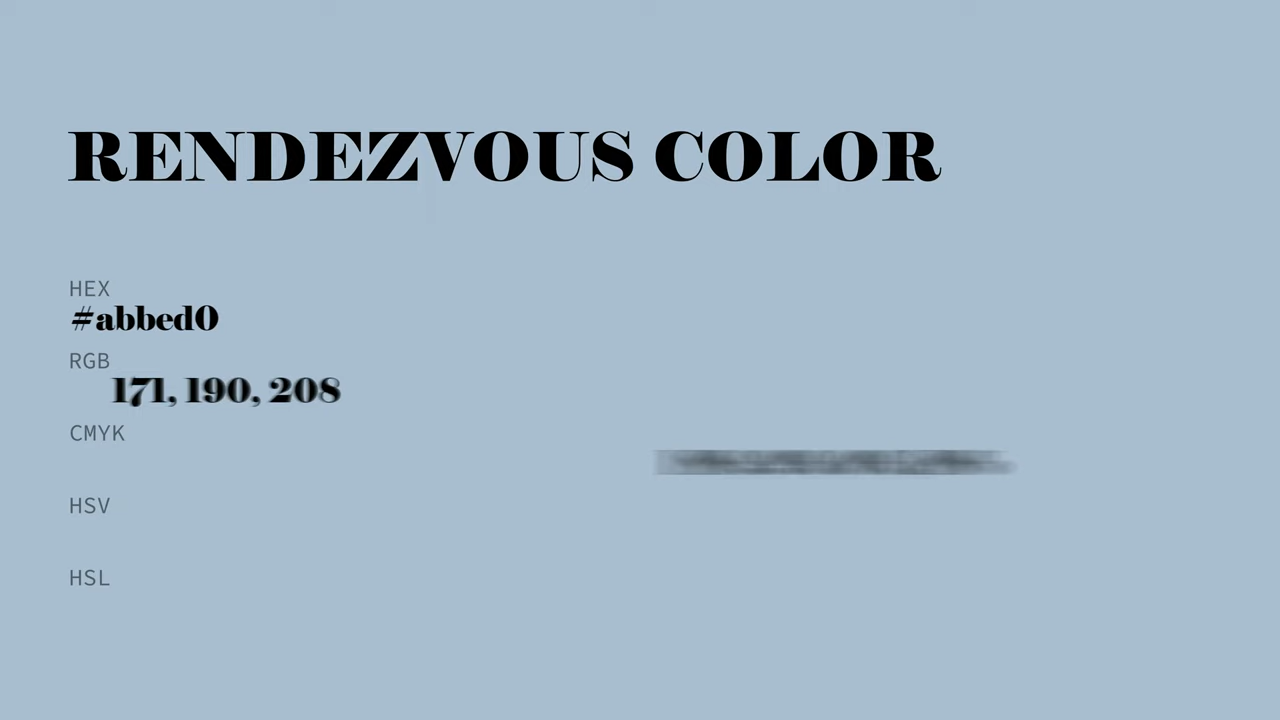 RENDEZVOUS COLOR
HEX
#abbed0
RGB
171, 190, 208
CMYK
HSV
HSL